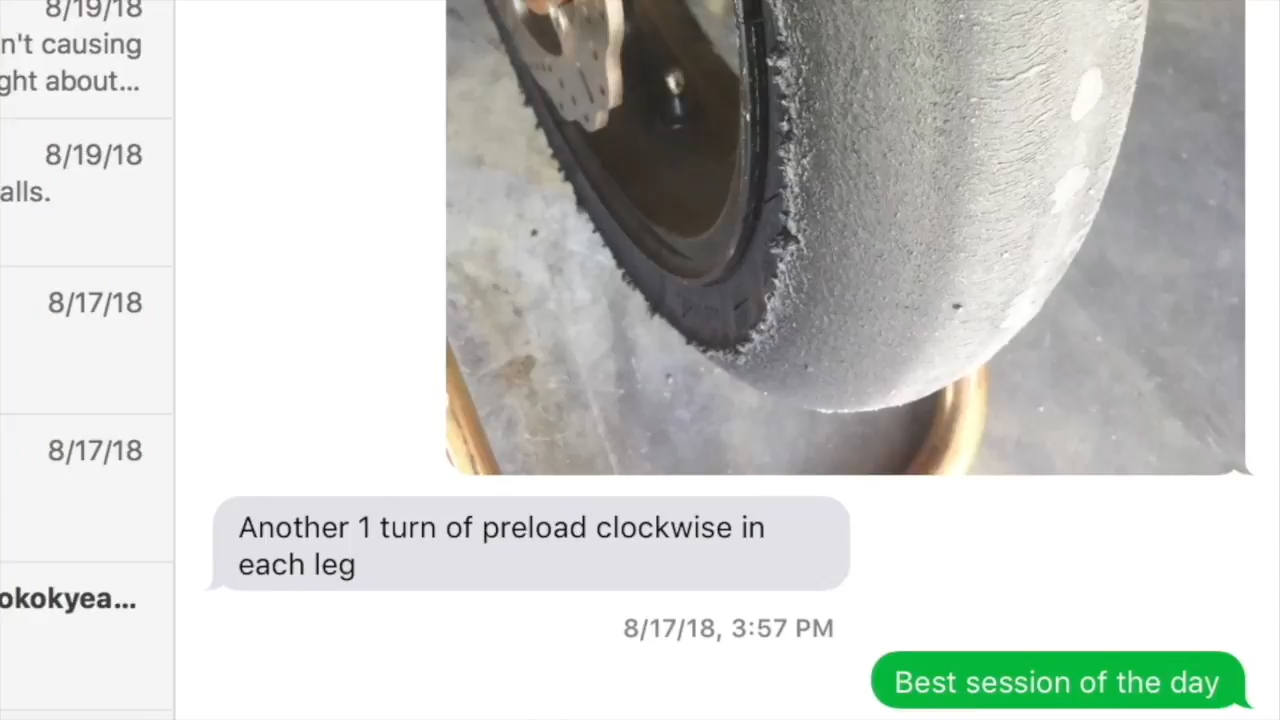 8/19/18
n't causing
ght about...
8/19/18
alls.
8/17/18
8/17/18
okokyea...
Another 1 turn of preload clockwise in
each leg
8/17/18, 3:57 PM
Best session of the day